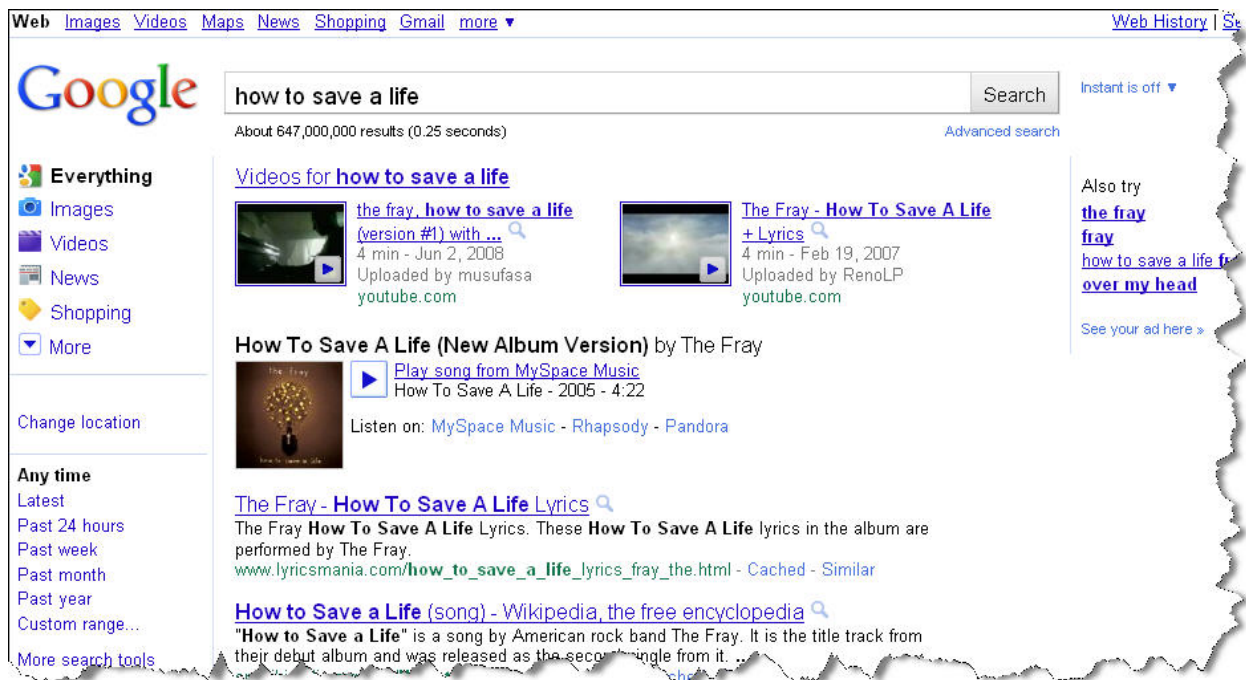 Web Images Videos Maps News Shopping Gmail more ▼ Web History |
Google
how to save a life Search Instant is off ▼
About 647,000,000 results (0.25 seconds) Advanced search
Everything
Images
Videos
News
Shopping
More
Change location
Any time
Latest
Past 24 hours
Past week
Past month
Past year
Custom range...
More search tools
Videos for how to save a life
the fray, how to save a life
(version #1) with ...
4 min - Jun 2, 2008
Uploaded by musufasa
youtube.com
The Fray - How To Save A Life
+ Lyrics
4 min - Feb 19, 2007
Uploaded by RenoLP
youtube.com
How To Save A Life (New Album Version) by The Fray
the fray
how to save a life
Play song from MySpace Music
How To Save A Life - 2005 - 4:22
Listen on: MySpace Music - Rhapsody - Pandora
The Fray - How To Save A Life Lyrics
The Fray How To Save A Life Lyrics. These How To Save A Life lyrics in the album are
performed by The Fray.
www.lyricsmania.com/how_to_save_a_life_lyrics_fray_the.html - Cached - Similar
How to Save a Life (song) - Wikipedia, the free encyclopedia
"How to Save a Life" is a song by American rock band The Fray. It is the title track from
their debut album and was released as the second single from it. ...
Also try
the fray
fray
how to save a life
over my head
See your ad here »